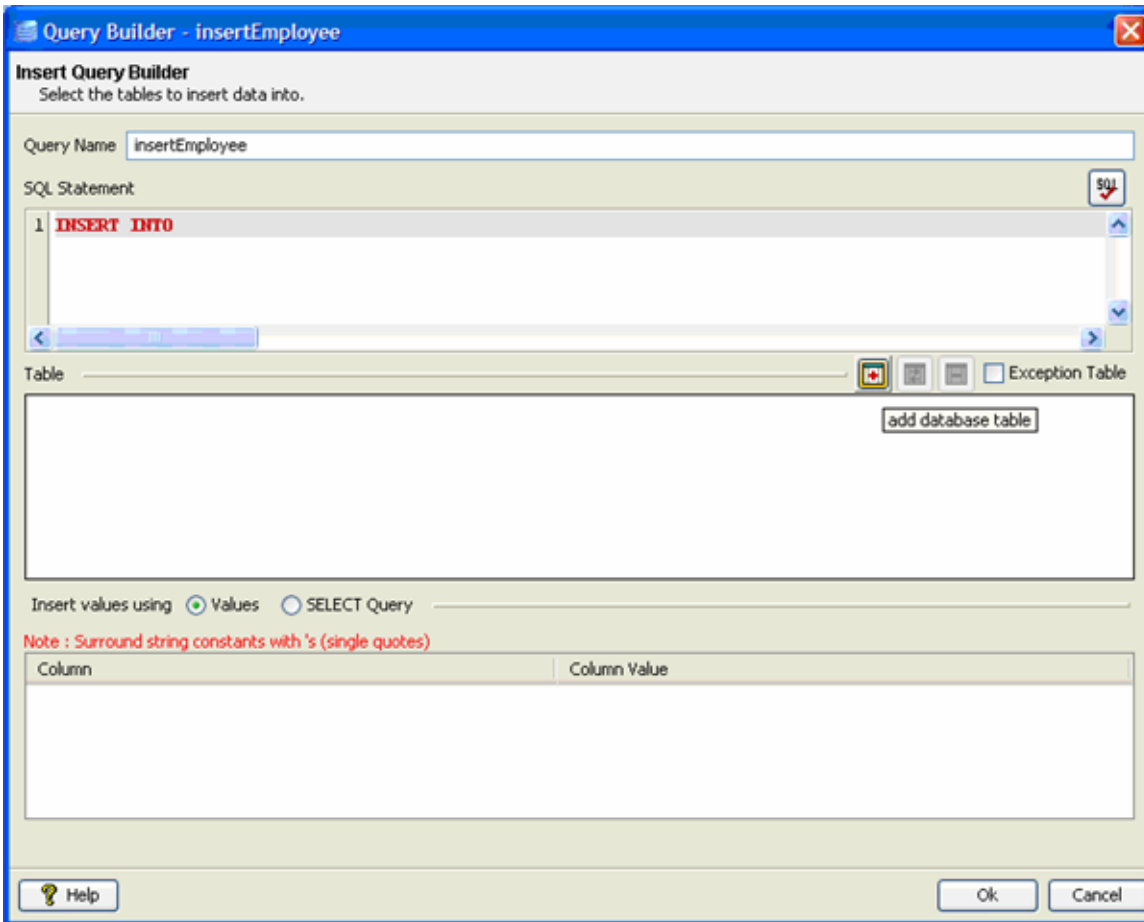 Query Builder - insertEmployee
Insert Query Builder
Select the tables to insert data into.
Query Name insertEmployee
SQL Statement
SQL
1 INSERT INTO
Table Exception Table
add database table
Insert values using Values SELECT Query
Note : Surround string constants with 's (single quotes)
Column Column Value
Help Ok Cancel